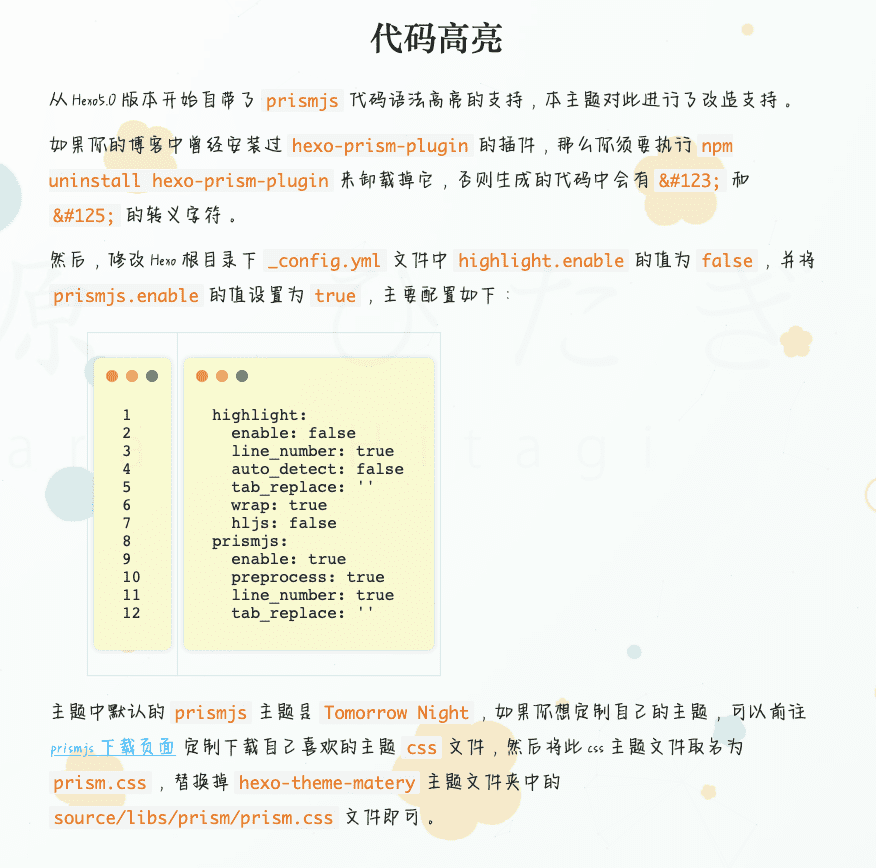 代码高亮
从Hexo5.0版本开始自带了 prismjs 代码语法高亮的支持，本主题对此进行了改造支持。
如果你的博客中曾经安装过 hexo-prism-plugin 的插件，那么你须要执行 npm
uninstall hexo-prism-plugin 来卸载掉它，否则生成的代码中会有 &#123; 和
&#125; 的转义字符。
然后，修改 Hexo 根目录下 _config.yml 文件中 highlight.enable 的值为 false ，并将
prismjs.enable 的值设置为 true ，主要配置如下：
1 highlight:
2   enable: false
3   line_number: true
4   auto_detect: false
5   tab_replace: ''
6   wrap: true
7   hljs: false
8 prismjs:
9   enable: true
10   preprocess: true
11   line_number: true
12   tab_replace: ''
主题中默认的 prismjs 主题是 Tomorrow Night ，如果你想定制自己的主题，可以前往
prismjs 下载页面 定制下载自己喜欢的主题 css 文件，然后将此 css 主题文件取名为
prism.css ，替换掉 hexo-theme-matery 主题文件夹中的
source/libs/prism/prism.css 文件即可。